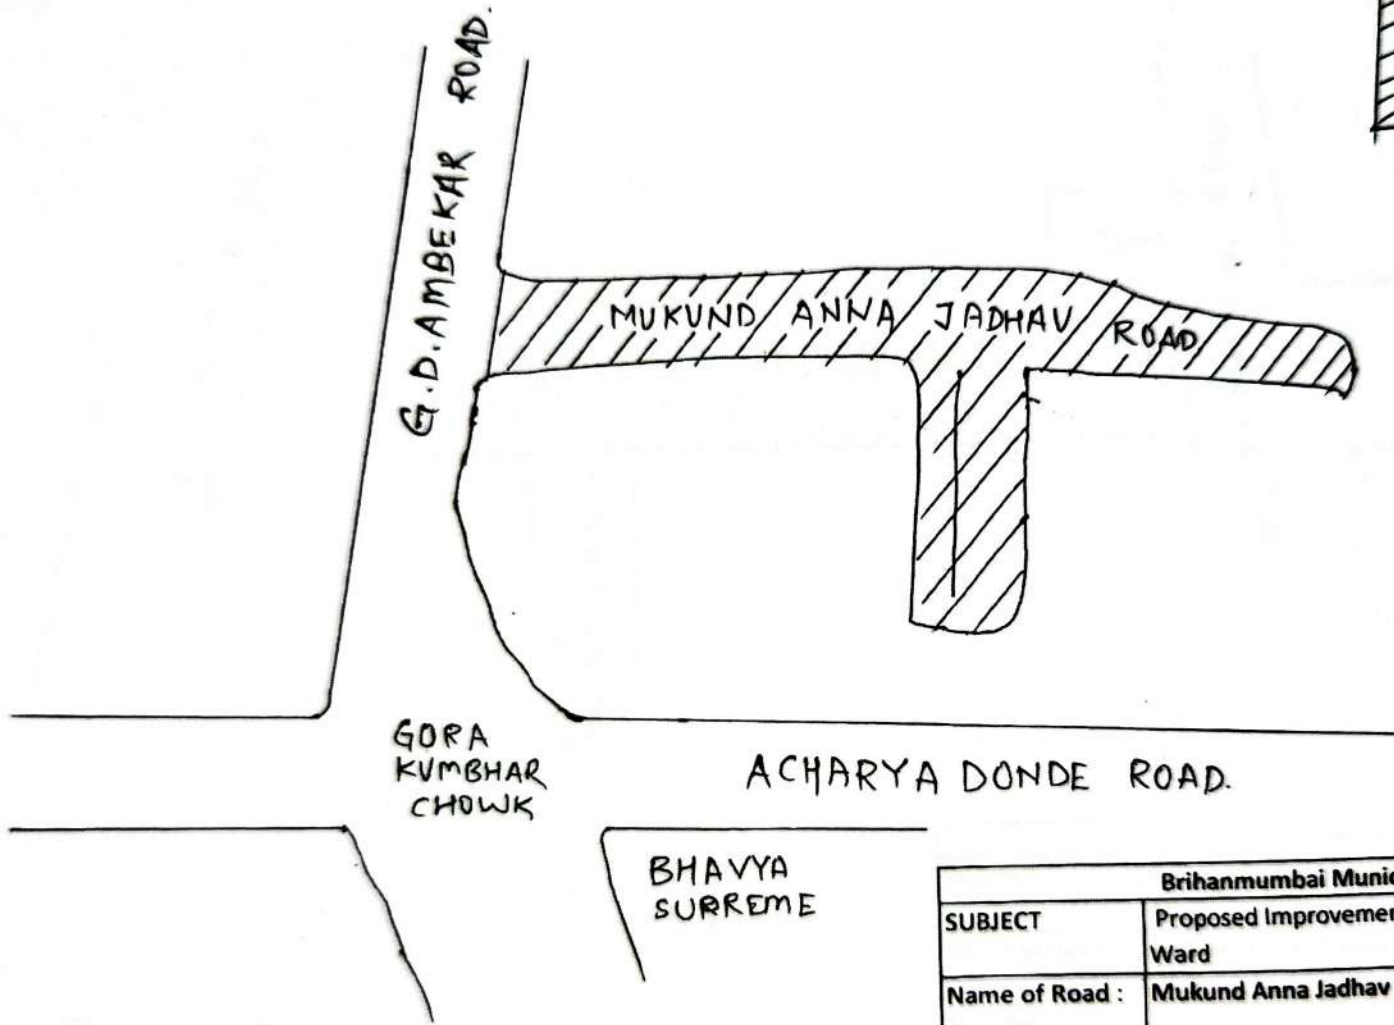 G.D. AMBEKAR ROAD.
MUKUND ANNA JADHAV ROAD
GORA
KUMBHAR
CHOWK
ACHARYA DONDE ROAD.
BHAVYA
SURREME
Brihanmumbai Munic
SUBJECT
Proposed Improvemen
Ward
Name of Road :
Mukund Anna Jadhav